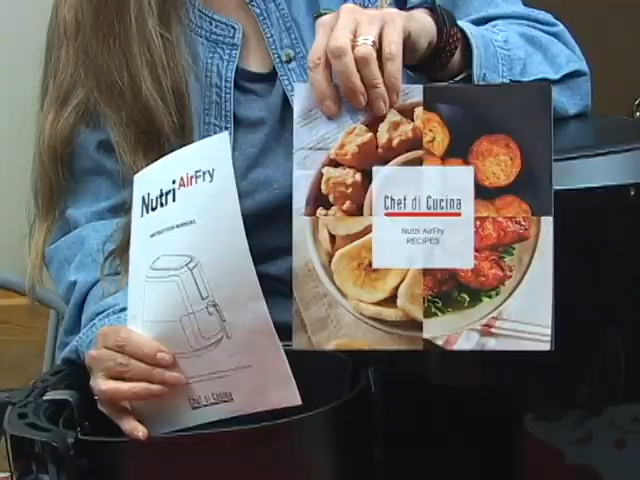 Nutri AirFry
INSTRUCTION MANUAL
Chef di Cucina
Chef di Cucina
Nutri AirFry
RECIPES